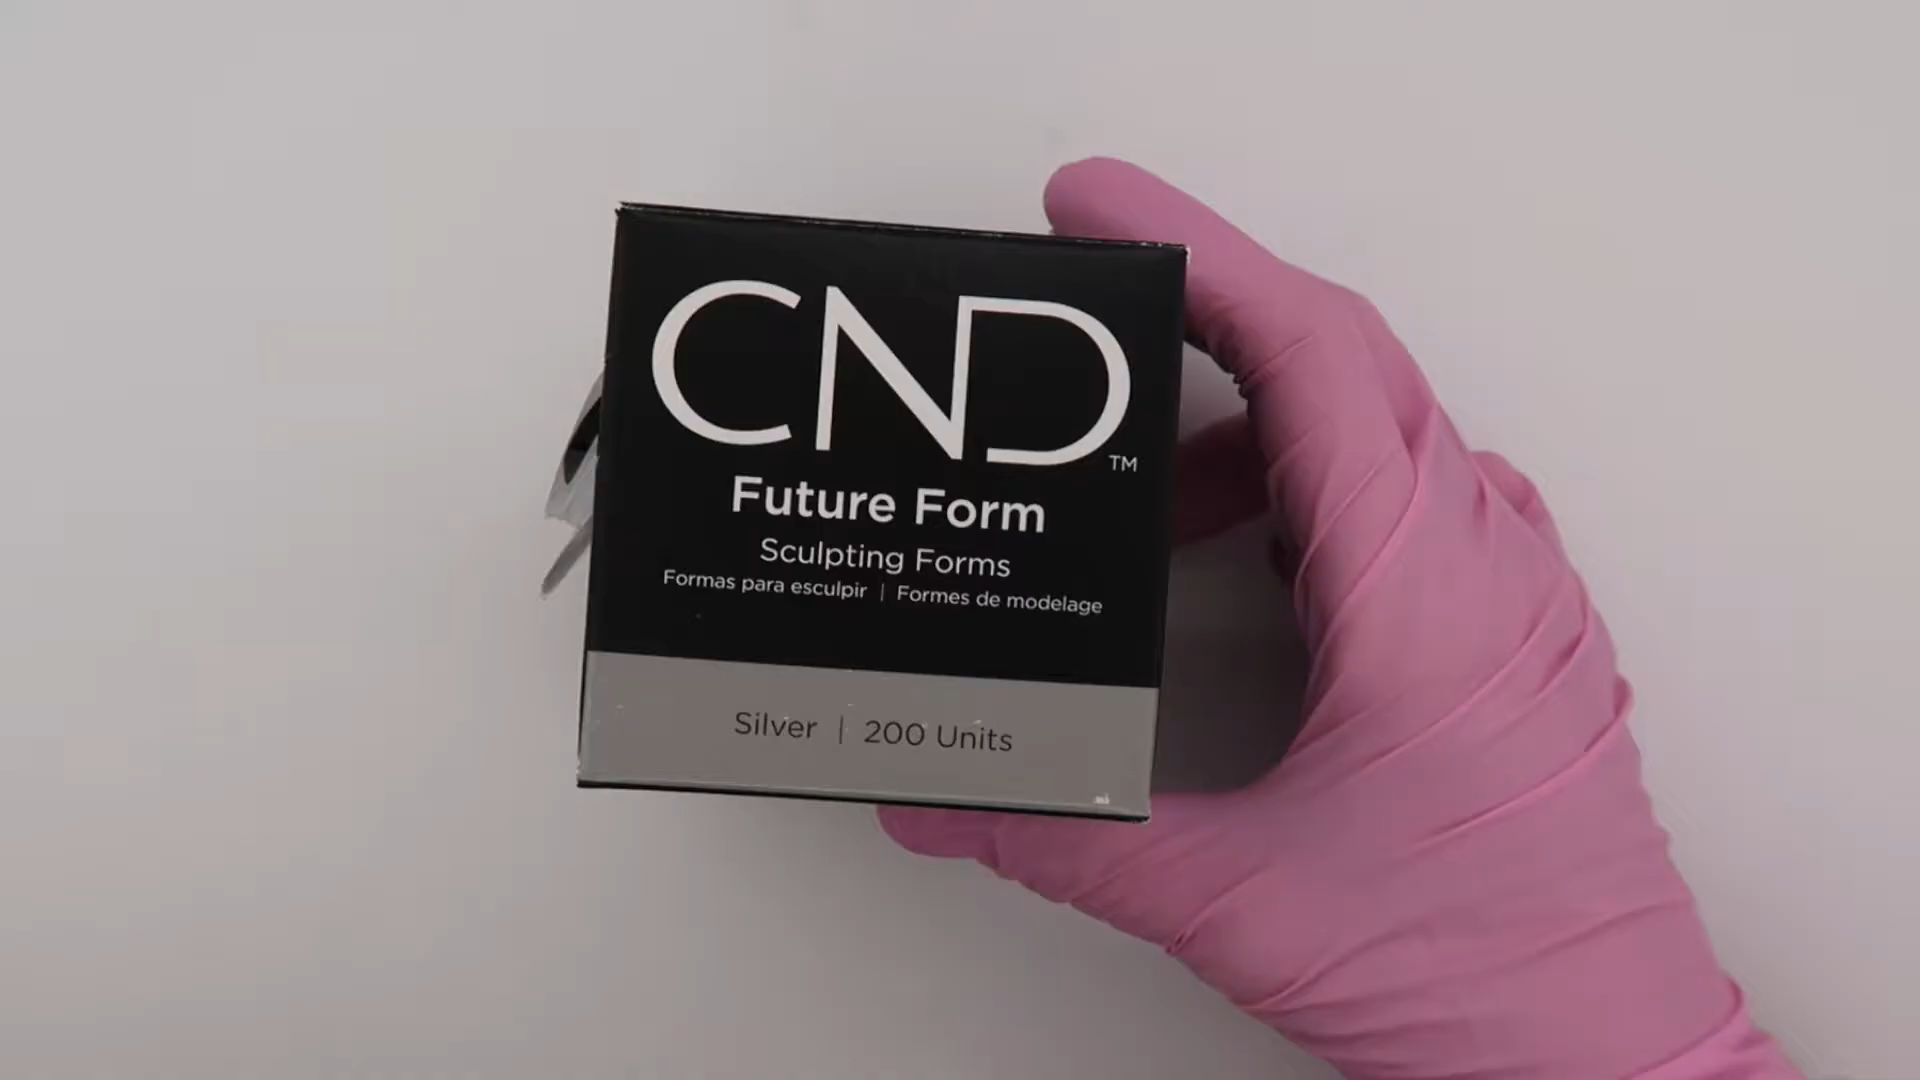 CND™
Future Form
Sculpting Forms
Formas para esculpir | Formes de modelage
Silver | 200 Units